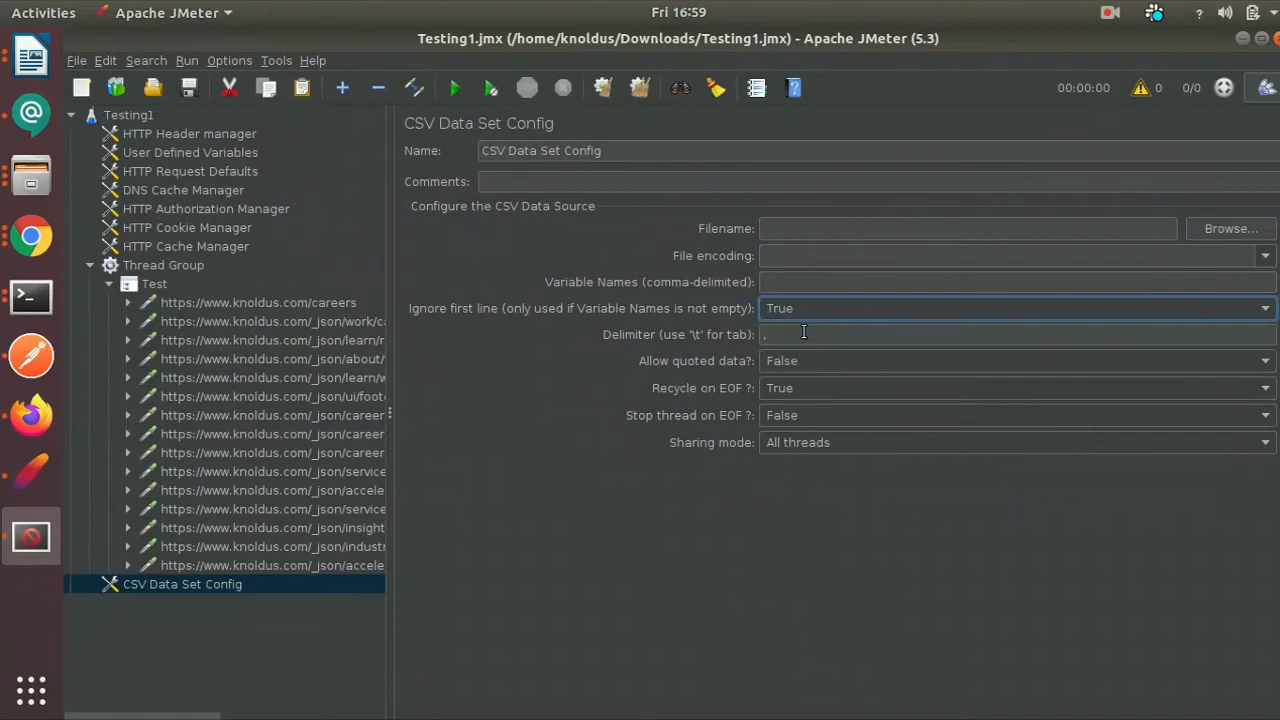 Activities
Apache JMeter
Fri 16:59
Testing1.jmx (/home/knoldus/Downloads/Testing1.jmx) - Apache JMeter (5.3)
File Edit Search Run Options Tools Help
00:00:00 0 0/0
Testing1
HTTP Header manager
User Defined Variables
HTTP Request Defaults
DNS Cache Manager
HTTP Authorization Manager
HTTP Cookie Manager
HTTP Cache Manager
Thread Group
Test
https://www.knoldus.com/careers
https://www.knoldus.com/_json/work/ca
https://www.knoldus.com/_json/learn/r
https://www.knoldus.com/_json/about/
https://www.knoldus.com/_json/learn/w
https://www.knoldus.com/_json/ui/foot
https://www.knoldus.com/_json/career
https://www.knoldus.com/_json/career
https://www.knoldus.com/_json/career
https://www.knoldus.com/_json/service
https://www.knoldus.com/_json/accele
https://www.knoldus.com/_json/service
https://www.knoldus.com/_json/insight
https://www.knoldus.com/_json/industr
https://www.knoldus.com/_json/accele
CSV Data Set Config
CSV Data Set Config
Name: CSV Data Set Config
Comments:
Configure the CSV Data Source
Filename: Browse...
File encoding:
Variable Names (comma-delimited):
Ignore first line (only used if Variable Names is not empty): True
Delimiter (use '\t' for tab): ,
Allow quoted data?: False
Recycle on EOF ?: True
Stop thread on EOF ?: False
Sharing mode: All threads